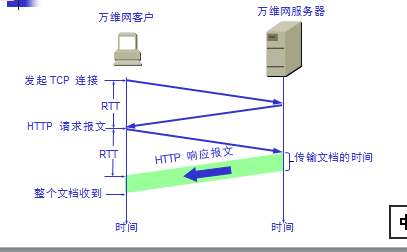 万维网客户
万维网服务器
发起 TCP 连接
RTT
HTTP 请求报文
RTT
HTTP 响应报文
传输文档的时间
整个文档收到
时间
时间